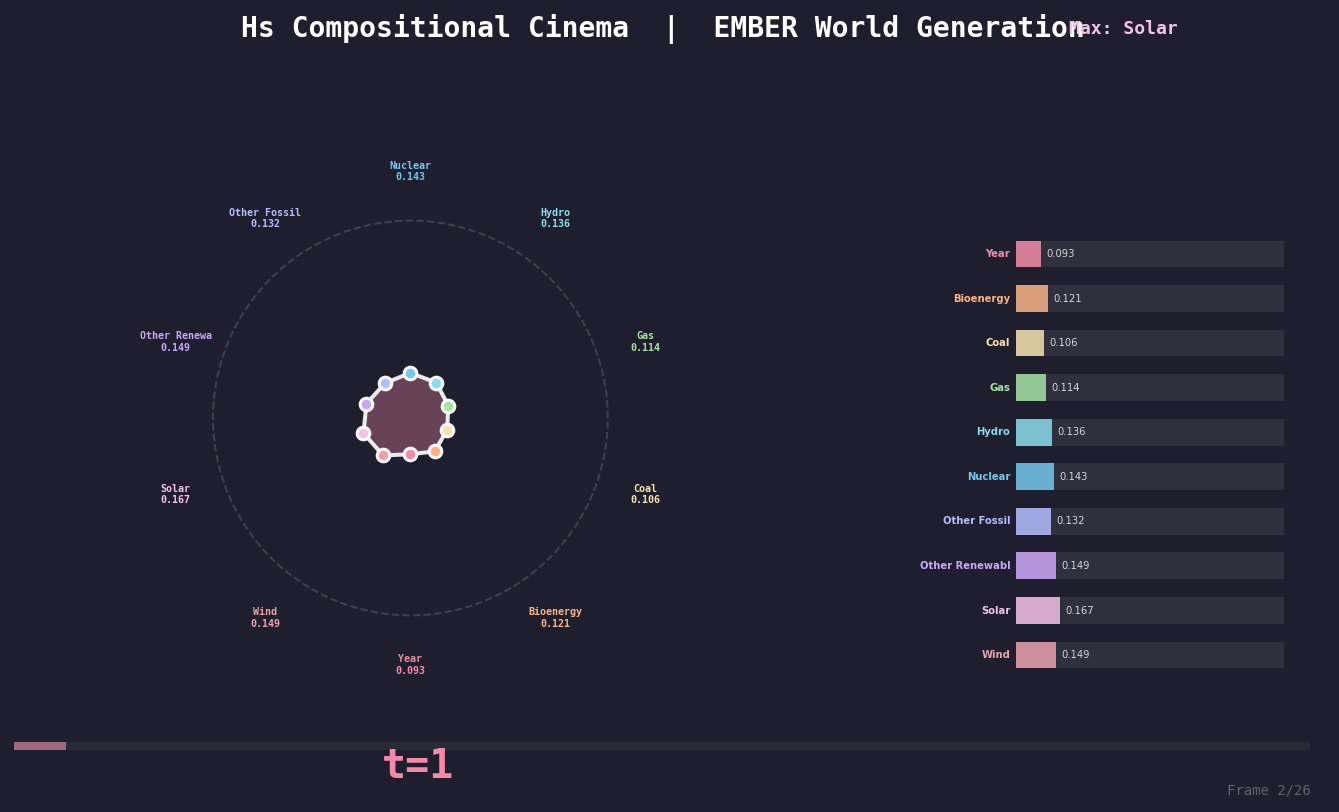 Hs Compositional Cinema | EMBER World Generation
Max: Solar
Nuclear
0.143
Other Fossil
0.132
Hydro
0.136
Other Renewa
0.149
Gas
0.114
Solar
0.167
Coal
0.106
Wind
0.149
Bioenergy
0.121
Year
0.093
Year 0.093
Bioenergy 0.121
Coal 0.106
Gas 0.114
Hydro 0.136
Nuclear 0.143
Other Fossil 0.132
Other Renewabl 0.149
Solar 0.167
Wind 0.149
t=1
Frame 2/26